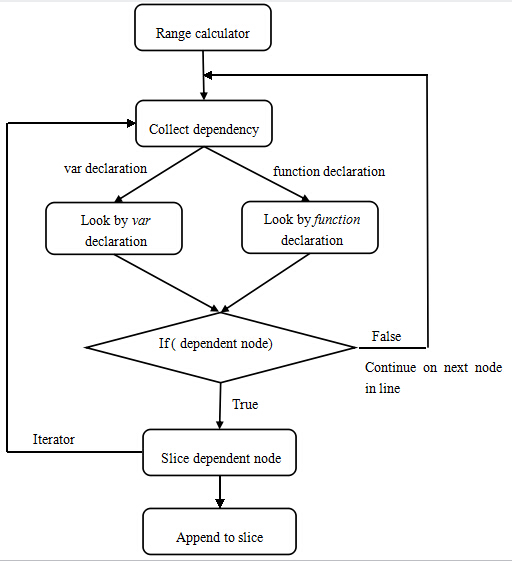 Range calculator
Collect dependency
var declaration
function declaration
Look by var
declaration
Look by function
declaration
If ( dependent node)
False
Continue on next node
in line
True
Iterator
Slice dependent node
Append to slice